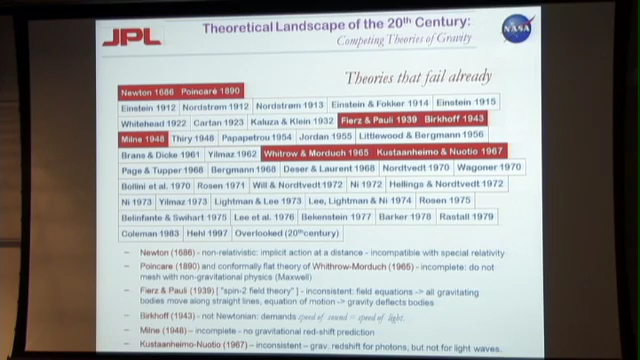 JPL
Theoretical Landscape of the 20th Century:
Competing Theories of Gravity
NASA
Theories that fail already
Newton 1686 Poincaré 1890
Einstein 1912 Nordstrøm 1912 Nordstrøm 1913 Einstein & Fokker 1914 Einstein 1915
Whitehead 1922 Cartan 1923 Kaluza & Klein 1932 Fierz & Pauli 1939 Birkhoff 1943
Milne 1948 Thiry 1948 Papapetrou 1954 Jordan 1955 Littlewood & Bergmann 1956
Brans & Dicke 1961 Yilmaz 1962 Whitrow & Morduch 1965 Kustaanheimo & Nuotio 1967
Page & Tupper 1968 Bergmann 1968 Deser & Laurent 1968 Nordtvedt 1970 Wagoner 1970
Bollini et al. 1970 Rosen 1971 Will & Nordtvedt 1972 Ni 1972 Hellings & Nordtvedt 1972
Ni 1973 Yilmaz 1973 Lightman & Lee 1973 Lee, Lightman & Ni 1974 Rosen 1975
Belinfante & Swihart 1975 Lee et al. 1976 Bekenstein 1977 Barker 1978 Rastall 1979
Coleman 1983 Hehl 1997 Overlooked (20th century)
– Newton (1686) - non-relativistic: implicit action at a distance - incompatible with special relativity
– Poincare (1890) and conformally flat theory of Whithrow-Morduch (1965) - incomplete: do not
mesh with non-gravitational physics (Maxwell)
– Fierz & Pauli (1939) [ "spin-2 field theory" ] - inconsistent: field equations -> all gravitating
bodies move along straight lines, equation of motion -> gravity deflects bodies
– Birkhoff (1943) - not Newtonian: demands speed of sound = speed of light.
– Milne (1948) – incomplete - no gravitational red-shift prediction
– Kustaanheimo-Nuotio (1967) – inconsistent – grav. redshift for photons, but not for light waves.